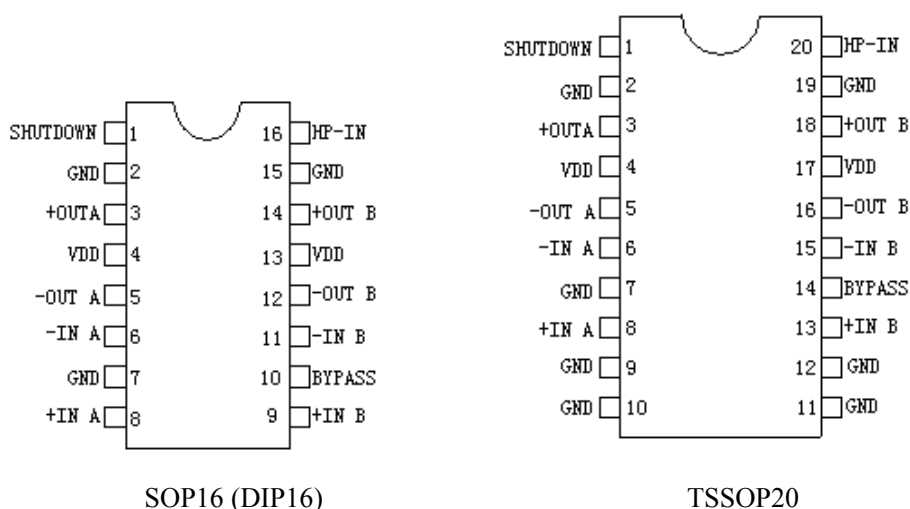 SHUTDOWN 1 16 HP-IN
GND 2 15 GND
+OUTA 3 14 +OUT B
VDD 4 13 VDD
-OUT A 5 12 -OUT B
-IN A 6 11 -IN B
GND 7 10 BYPASS
+IN A 8 9 +IN B
SOP16 (DIP16)
SHUTDOWN 1 20 HP-IN
GND 2 19 GND
+OUTA 3 18 +OUT B
VDD 4 17 VDD
-OUT A 5 16 -OUT B
-IN A 6 15 -IN B
GND 7 14 BYPASS
+IN A 8 13 +IN B
GND 9 12 GND
GND 10 11 GND
TSSOP20